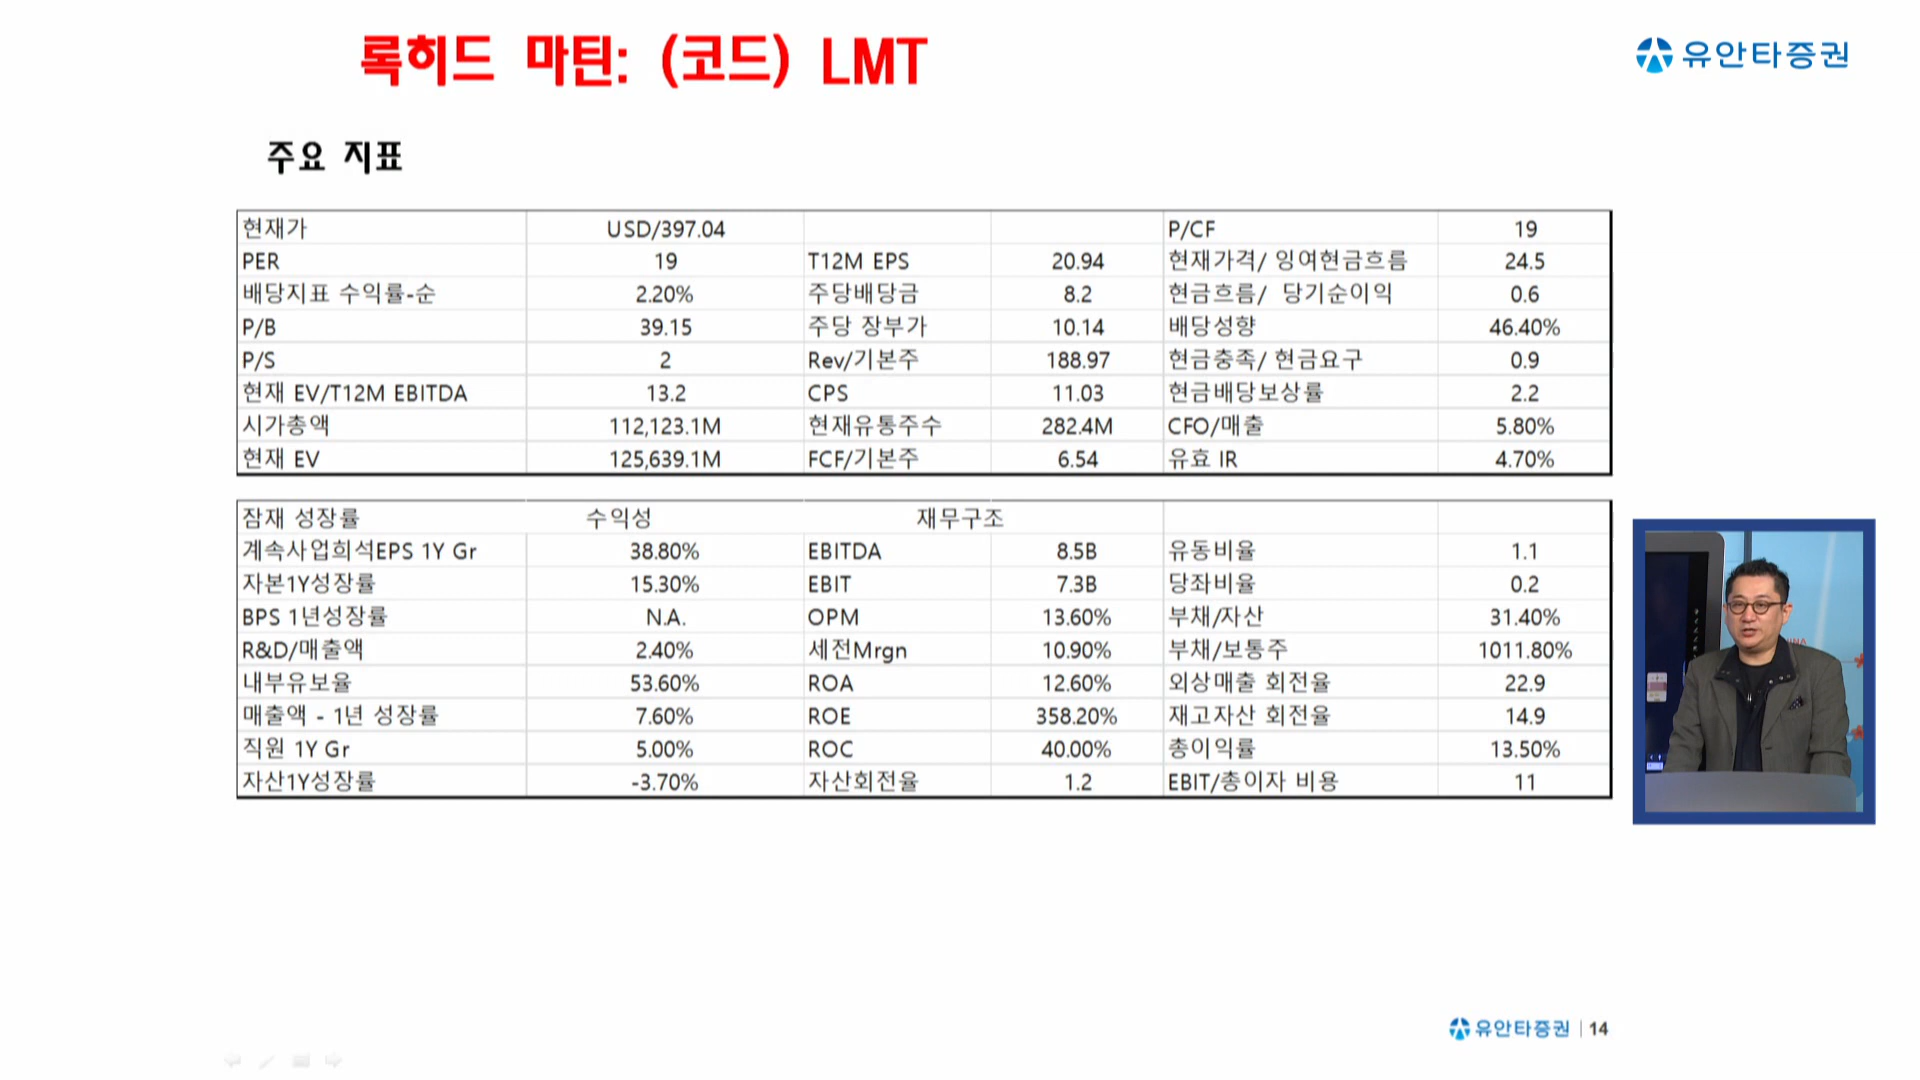 록히드 마틴: (코드) LMT
유안타증권
주요 지표
현재가 USD/397.04 P/CF 19
PER 19 T12M EPS 20.94 현재가격/ 잉여현금흐름 24.5
배당지표 수익률-순 2.20% 주당배당금 8.2 현금흐름/ 당기순이익 0.6
P/B 39.15 주당 장부가 10.14 배당성향 46.40%
P/S 2 Rev/기본주 188.97 현금충족/ 현금요구 0.9
현재 EV/T12M EBITDA 13.2 CPS 11.03 현금배당보상률 2.2
시가총액 112,123.1M 현재유통주수 282.4M CFO/매출 5.80%
현재 EV 125,639.1M FCF/기본주 6.54 유효 IR 4.70%
잠재 성장률 수익성 재무구조
계속사업희석EPS 1Y Gr 38.80% EBITDA 8.5B 유동비율 1.1
자본1Y성장률 15.30% EBIT 7.3B 당좌비율 0.2
BPS 1년성장률 N.A. OPM 13.60% 부채/자산 31.40%
R&D/매출액 2.40% 세전Mrgn 10.90% 부채/보통주 1011.80%
내부유보율 53.60% ROA 12.60% 외상매출 회전율 22.9
매출액 - 1년 성장률 7.60% ROE 358.20% 재고자산 회전율 14.9
직원 1Y Gr 5.00% ROC 40.00% 총이익률 13.50%
자산1Y성장률 -3.70% 자산회전율 1.2 EBIT/총이자 비용 11
유안타증권 | 14